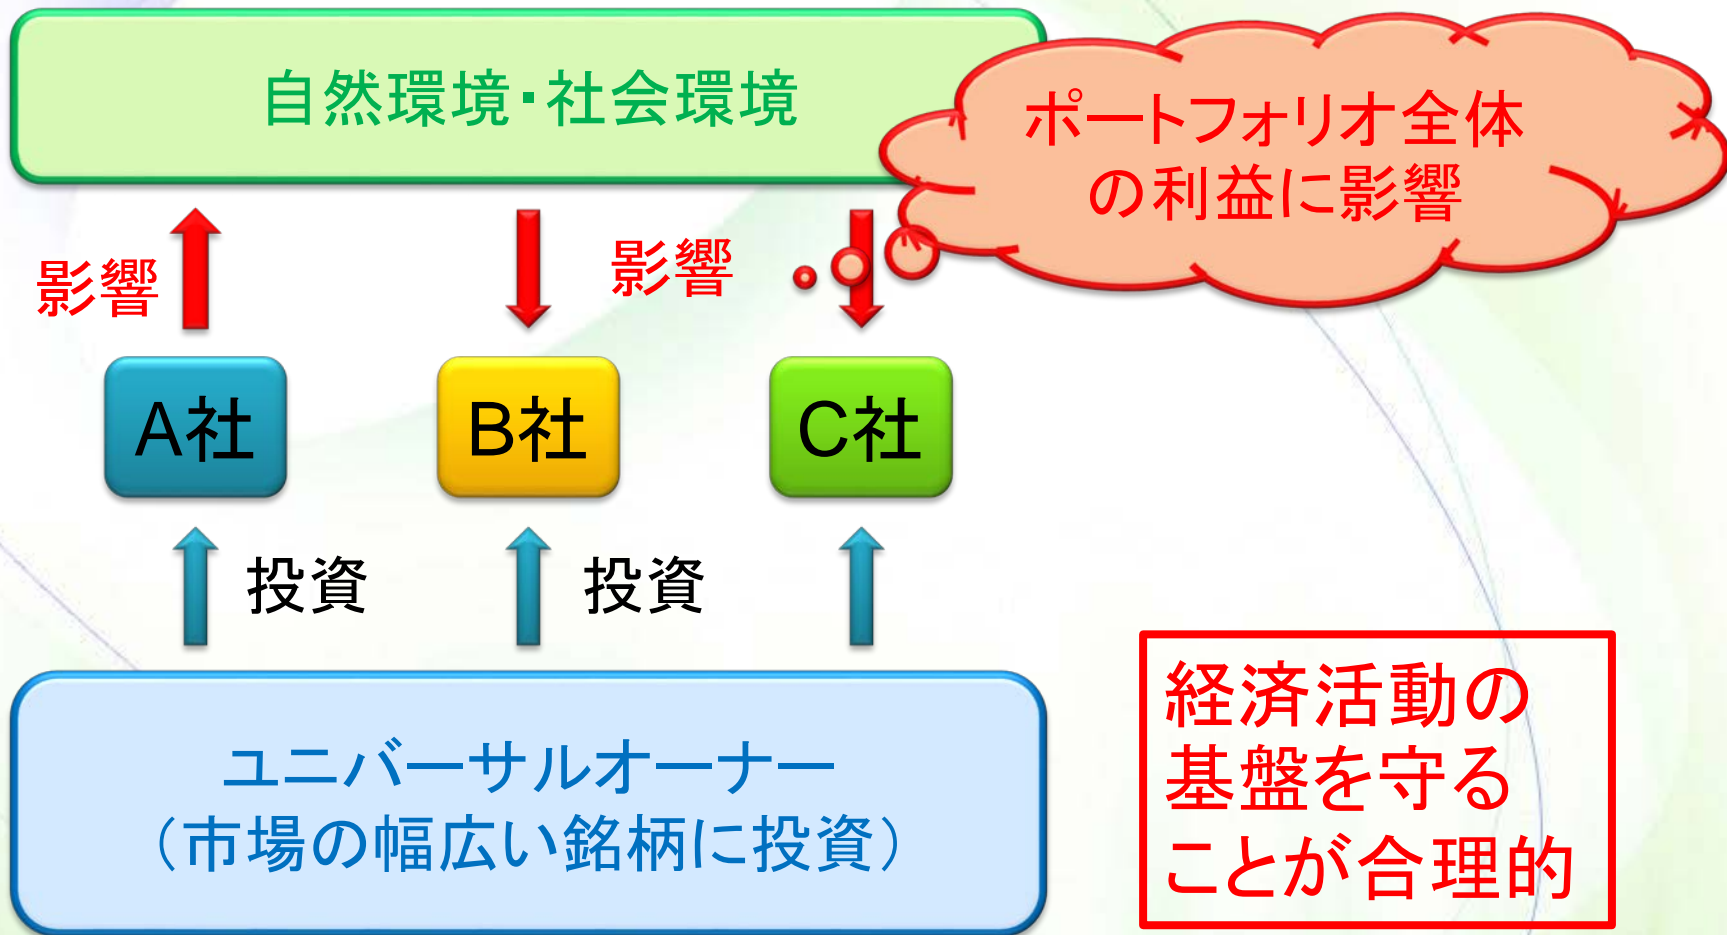 自然環境・社会環境
ポートフォリオ全体
の利益に影響
影響
影響
A社
B社
C社
投資
投資
ユニバーサルオーナー
（市場の幅広い銘柄に投資）
経済活動の
基盤を守る
ことが合理的